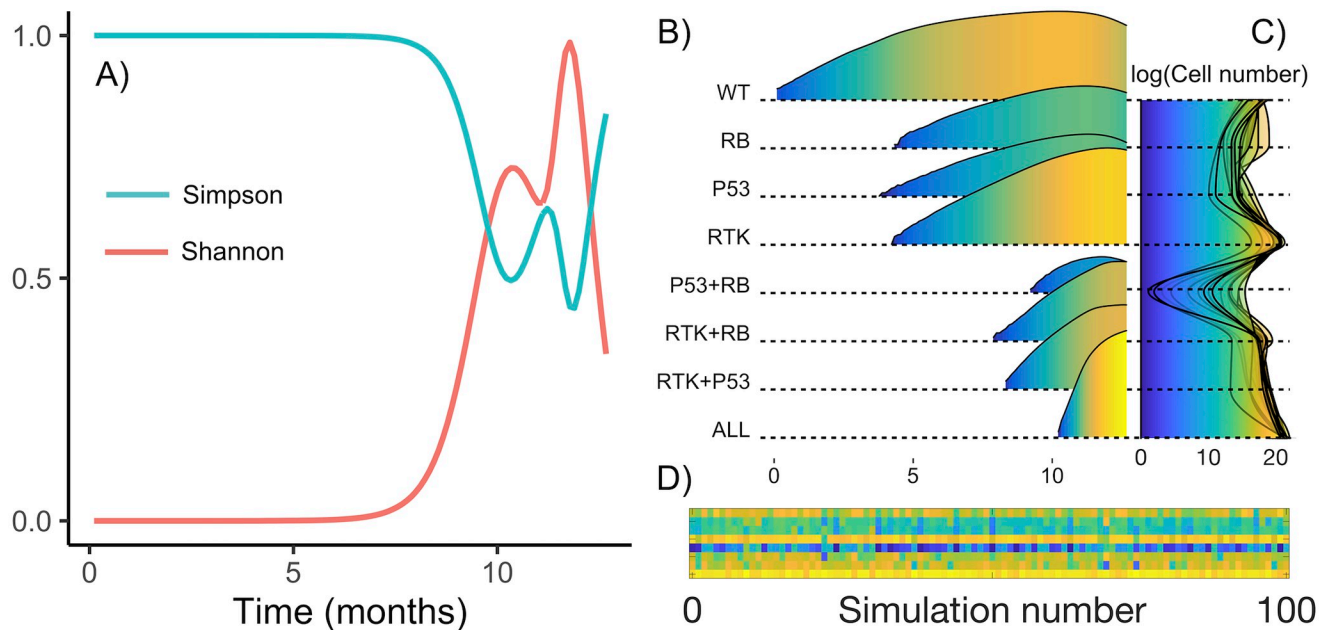 A)
1.0
0.5
0.0
Simpson
Shannon
0
5
10
Time (months)
B)
C)
log(Cell number)
WT
RB
P53
RTK
P53+RB
RTK+RB
RTK+P53
ALL
0
5
10
0
10
20
D)
0
Simulation number
100